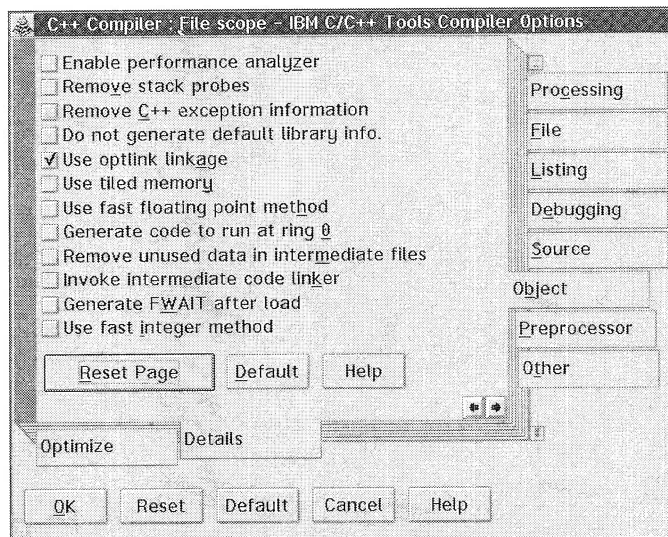 C++ Compiler : File scope - IBM C/C++ Tools Compiler Options
Enable performance analyzer
Remove stack probes
Remove C++ exception information
Do not generate default library info.
Use optlink linkage
Use tiled memory
Use fast floating point method
Generate code to run at ring 0
Remove unused data in intermediate files
Invoke intermediate code linker
Generate FWAIT after load
Use fast integer method
Reset Page
Default
Help
Processing
File
Listing
Debugging
Source
Object
Preprocessor
Other
Optimize
Details
OK
Reset
Default
Cancel
Help